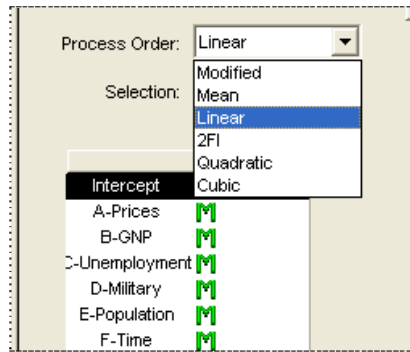 Process Order: Linear
Modified
Selection: Mean
Linear
2FI
Quadratic
Intercept Cubic
A-Prices [M]
B-GNP [M]
C-Unemployment [M]
D-Military [M]
E-Population [M]
F-Time [M]